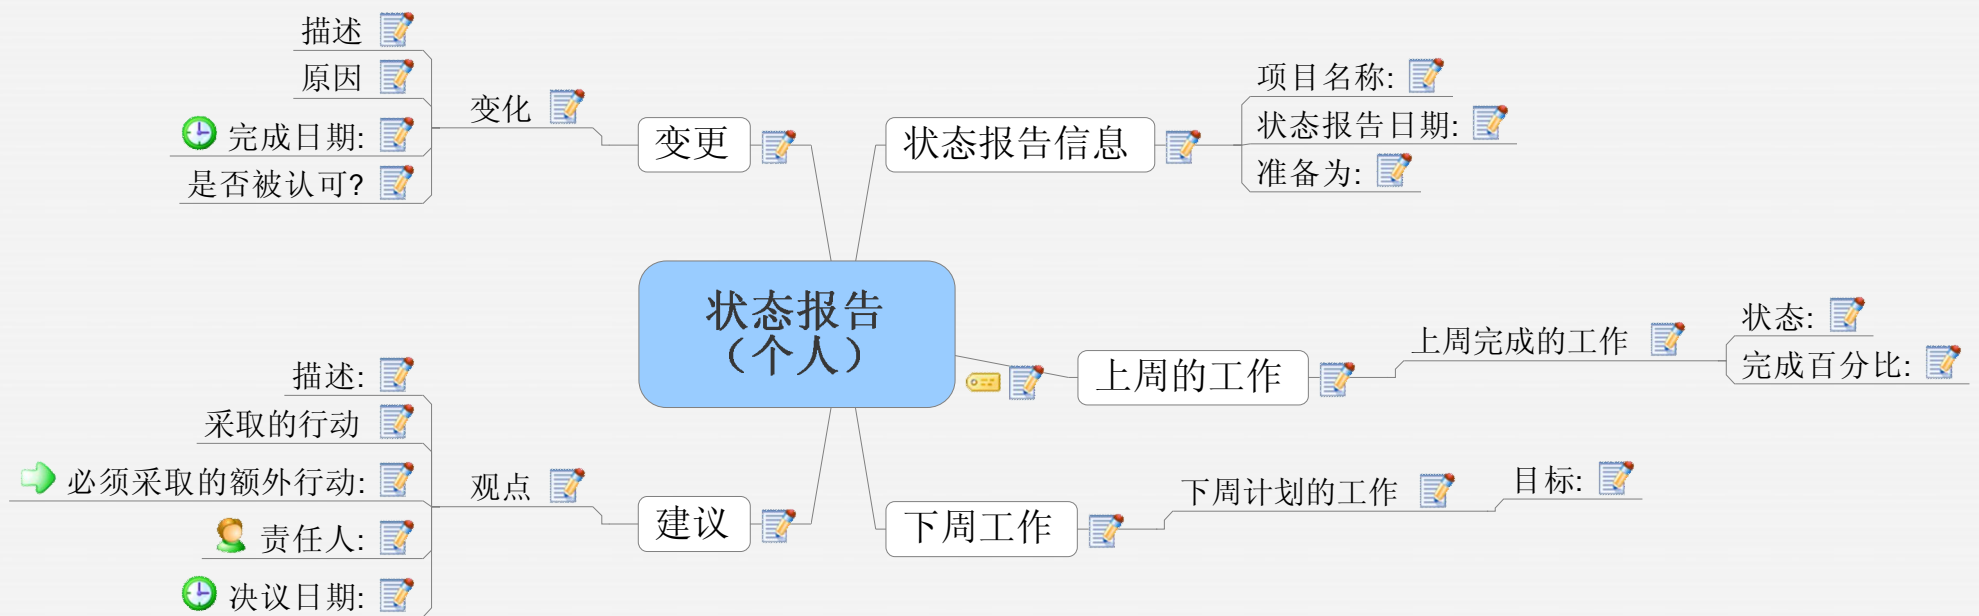 状态报告
（个人）
状态报告信息
项目名称:
状态报告日期:
准备为:
上周的工作
上周完成的工作
状态:
完成百分比:
下周工作
下周计划的工作
目标:
建议
观点
描述:
采取的行动
必须采取的额外行动:
责任人:
决议日期:
变更
变化
描述
原因
完成日期:
是否被认可?